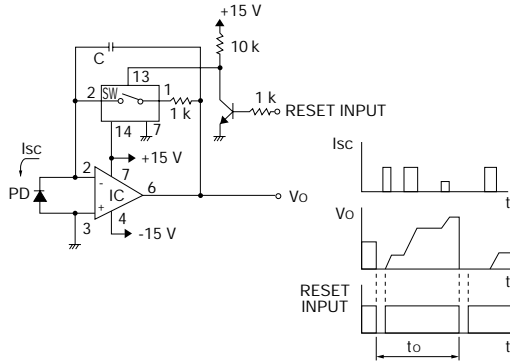 +15 V
10 k
C
13
2
SW
1
1 k
14
7
1 k
RESET INPUT
Isc
+15 V
2
7
-
IC
6
PD
+
3
4
-15 V
Vo
Isc
t
Vo
t
RESET
INPUT
t
to